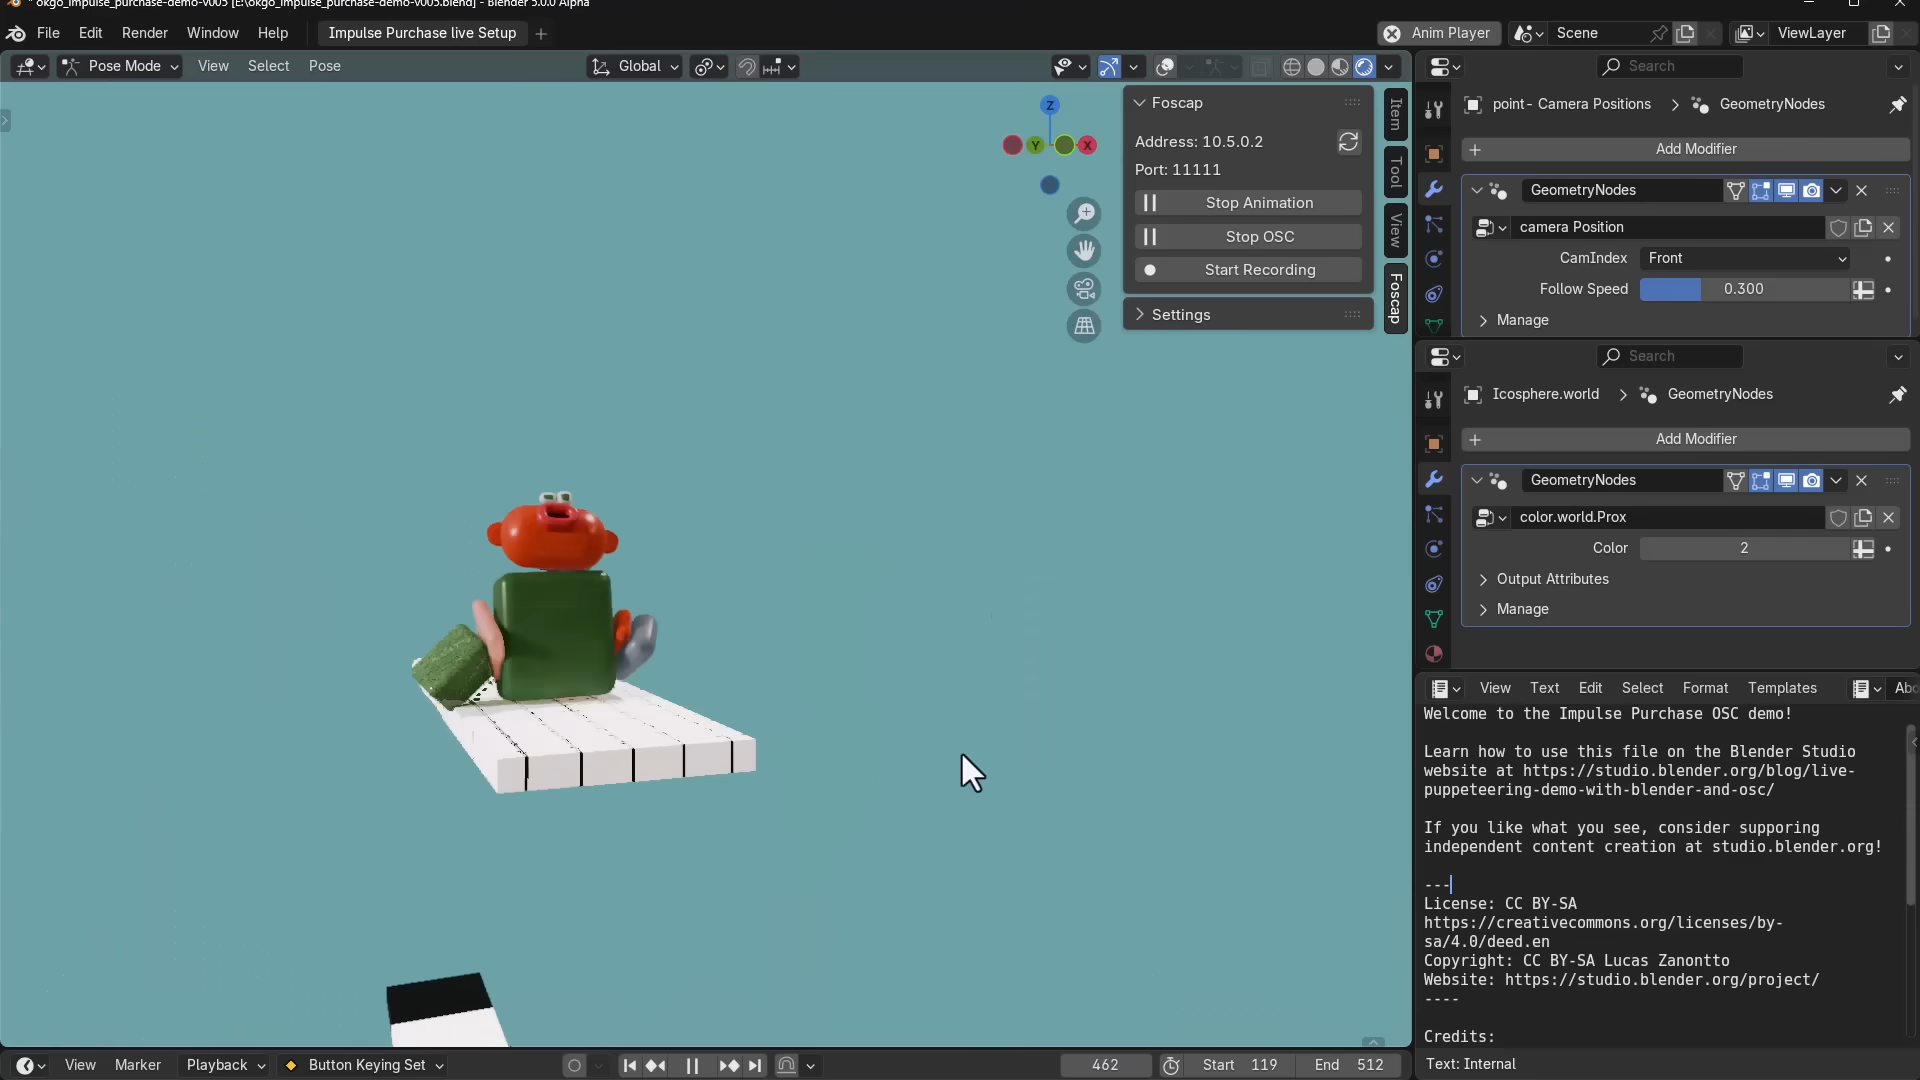 * okgo_impulse_purchase-demo-v005 [E:\okgo_impulse_purchase-demo-v005.blend] - Blender 5.0.0 Alpha
File Edit Render Window Help Impulse Purchase live Setup + Anim Player Scene ViewLayer
Pose Mode View Select Pose Global Search
Foscap
Address: 10.5.0.2
Port: 11111
Stop Animation
Stop OSC
Start Recording
Settings
Item
Tool
View
Foscap
Z
Y
X
point- Camera Positions > GeometryNodes
Add Modifier
GeometryNodes
camera Position
CamIndex Front
Follow Speed 0.300
Manage
Search
Icosphere.world > GeometryNodes
Add Modifier
GeometryNodes
color.world.Prox
Color 2
Output Attributes
Manage
View Text Edit Select Format Templates
Welcome to the Impulse Purchase OSC demo!
Learn how to use this file on the Blender Studio
website at https://studio.blender.org/blog/live-
puppeteering-demo-with-blender-and-osc/
If you like what you see, consider supporing
independent content creation at studio.blender.org!
---
License: CC BY-SA
https://creativecommons.org/licenses/by-
sa/4.0/deed.en
Copyright: CC BY-SA Lucas Zanontto
Website: https://studio.blender.org/project/
----
Credits:
Text: Internal
View Marker Playback Button Keying Set 462 Start 119 End 512